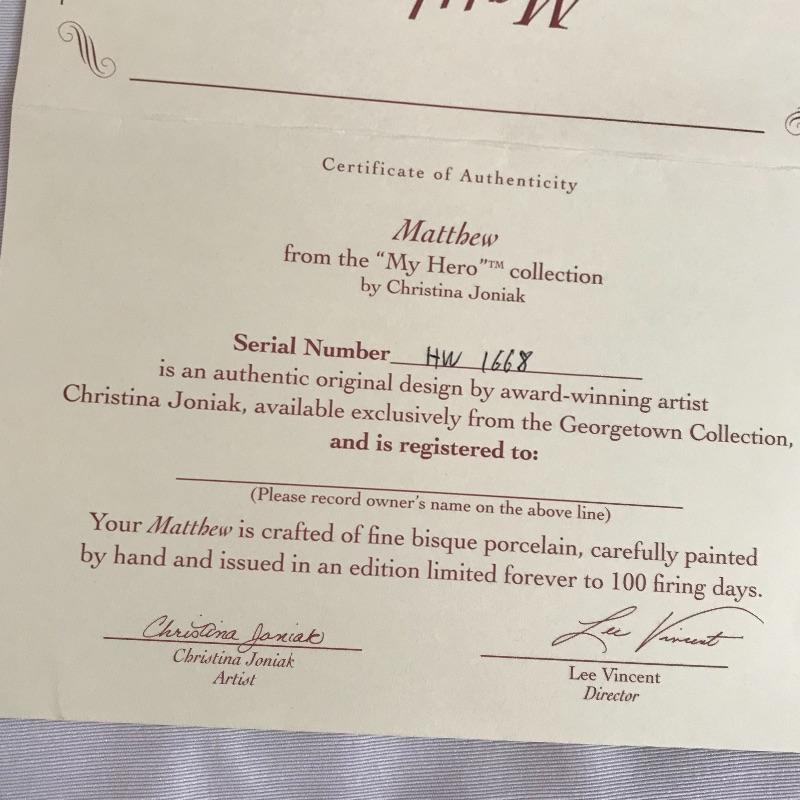 Certificate of Authenticity
Matthew
from the “My Hero”™ collection
by Christina Joniak
Serial Number HW 1668
is an authentic original design by award-winning artist
Christina Joniak, available exclusively from the Georgetown Collection,
and is registered to:
(Please record owner’s name on the above line)
Your Matthew is crafted of fine bisque porcelain, carefully painted
by hand and issued in an edition limited forever to 100 firing days.
Christina Joniak Lee Vincent
Christina Joniak Lee Vincent
Artist Director